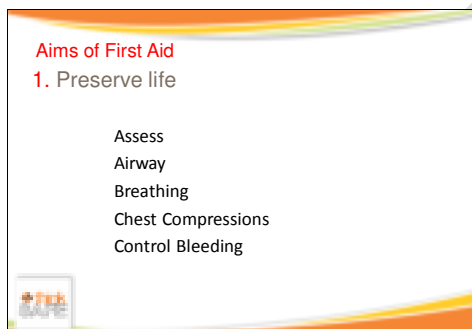 Aims of First Aid
1. Preserve life
Assess
Airway
Breathing
Chest Compressions
Control Bleeding